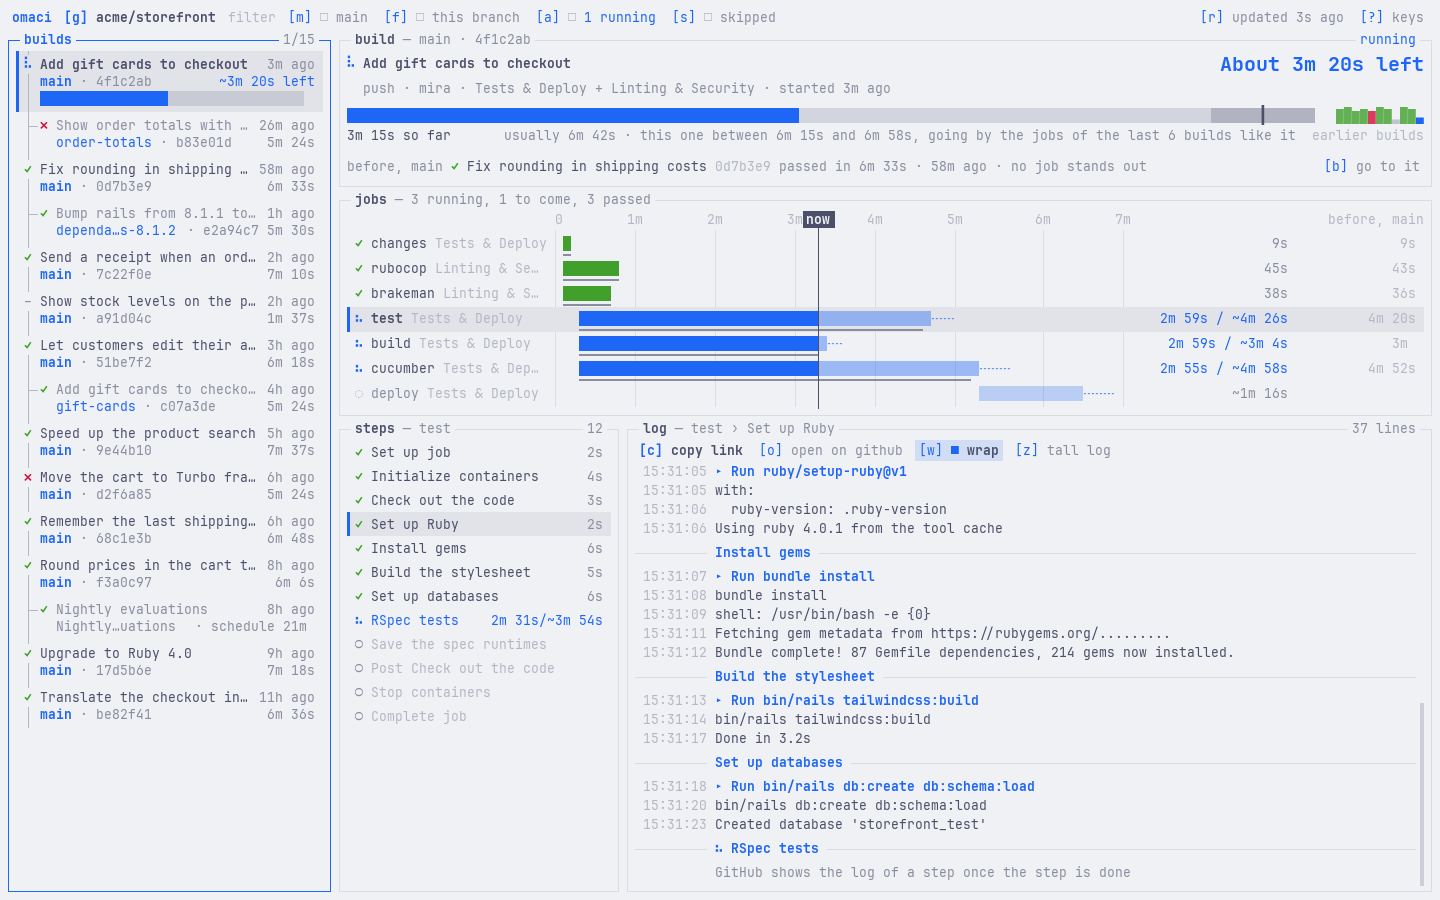 omaci [g] acme/storefront filter [m] □ main [f] □ this branch [a] □ 1 running [s] □ skipped [r] updated 3s ago [?] keys
builds 1/15
Add gift cards to checkout 3m ago
main · 4f1c2ab ~3m 20s left
× Show order totals with … 26m ago
order-totals · b83e01d 5m 24s
✓ Fix rounding in shipping … 58m ago
main · 0d7b3e9 6m 33s
✓ Bump rails from 8.1.1 to… 1h ago
dependa…s-8.1.2 · e2a94c7 5m 30s
✓ Send a receipt when an ord… 2h ago
main · 7c22f0e 7m 10s
– Show stock levels on the p… 2h ago
main · a91d04c 1m 37s
✓ Let customers edit their a… 3h ago
main · 51be7f2 6m 18s
✓ Add gift cards to checko… 4h ago
gift-cards · c07a3de 5m 24s
✓ Speed up the product search 5h ago
main · 9e44b10 7m 37s
× Move the cart to Turbo fra… 6h ago
main · d2f6a85 5m 24s
✓ Remember the last shipping… 6h ago
main · 68c1e3b 6m 48s
✓ Round prices in the cart t… 8h ago
main · f3a0c97 6m 6s
✓ Nightly evaluations 8h ago
Nightly…uations · schedule 21m
✓ Upgrade to Ruby 4.0 9h ago
main · 17d5b6e 7m 18s
✓ Translate the checkout in… 11h ago
main · be82f41 6m 36s
build — main · 4f1c2ab running
Add gift cards to checkout About 3m 20s left
push · mira · Tests & Deploy + Linting & Security · started 3m ago
3m 15s so far usually 6m 42s · this one between 6m 15s and 6m 58s, going by the jobs of the last 6 builds like it earlier builds
before, main ✓ Fix rounding in shipping costs 0d7b3e9 passed in 6m 33s · 58m ago · no job stands out [b] go to it
jobs — 3 running, 1 to come, 3 passed
0 1m 2m 3m now 4m 5m 6m 7m before, main
✓ changes Tests & Deploy 9s 9s
✓ rubocop Linting & Se… 45s 43s
✓ brakeman Linting & S… 38s 36s
test Tests & Deploy 2m 59s / ~4m 26s 4m 20s
build Tests & Deploy 2m 59s / ~3m 4s 3m
cucumber Tests & Dep… 2m 55s / ~4m 58s 4m 52s
deploy Tests & Deploy ~1m 16s
steps — test 12
✓ Set up job 2s
✓ Initialize containers 4s
✓ Check out the code 3s
✓ Set up Ruby 2s
✓ Install gems 6s
✓ Build the stylesheet 5s
✓ Set up databases 6s
RSpec tests 2m 31s/~3m 54s
○ Save the spec runtimes
○ Post Check out the code
○ Stop containers
○ Complete job
log — test › Set up Ruby 37 lines
[c] copy link [o] open on github [w] ■ wrap [z] tall log
15:31:05 ▸ Run ruby/setup-ruby@v1
15:31:05 with:
15:31:06 ruby-version: .ruby-version
15:31:06 Using ruby 4.0.1 from the tool cache
Install gems
15:31:07 ▸ Run bundle install
15:31:08 bundle install
15:31:09 shell: /usr/bin/bash -e {0}
15:31:11 Fetching gem metadata from https://rubygems.org/.........
15:31:12 Bundle complete! 87 Gemfile dependencies, 214 gems now installed.
Build the stylesheet
15:31:13 ▸ Run bin/rails tailwindcss:build
15:31:14 bin/rails tailwindcss:build
15:31:17 Done in 3.2s
Set up databases
15:31:18 ▸ Run bin/rails db:create db:schema:load
15:31:20 bin/rails db:create db:schema:load
15:31:23 Created database 'storefront_test'
RSpec tests
GitHub shows the log of a step once the step is done